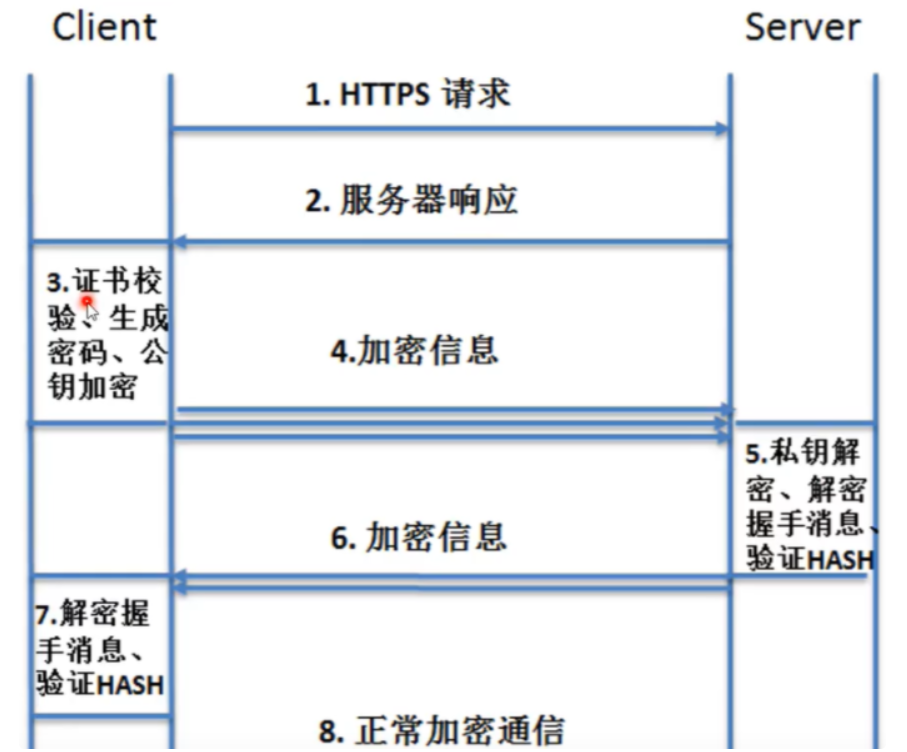 Client
Server
1. HTTPS 请求
2. 服务器响应
3.证书校
验、生成
密码、公
钥加密
4.加密信息
5.私钥解
密、解密
握手消息、
验证HASH
6. 加密信息
7.解密握
手消息、
验证HASH
8. 正常加密通信